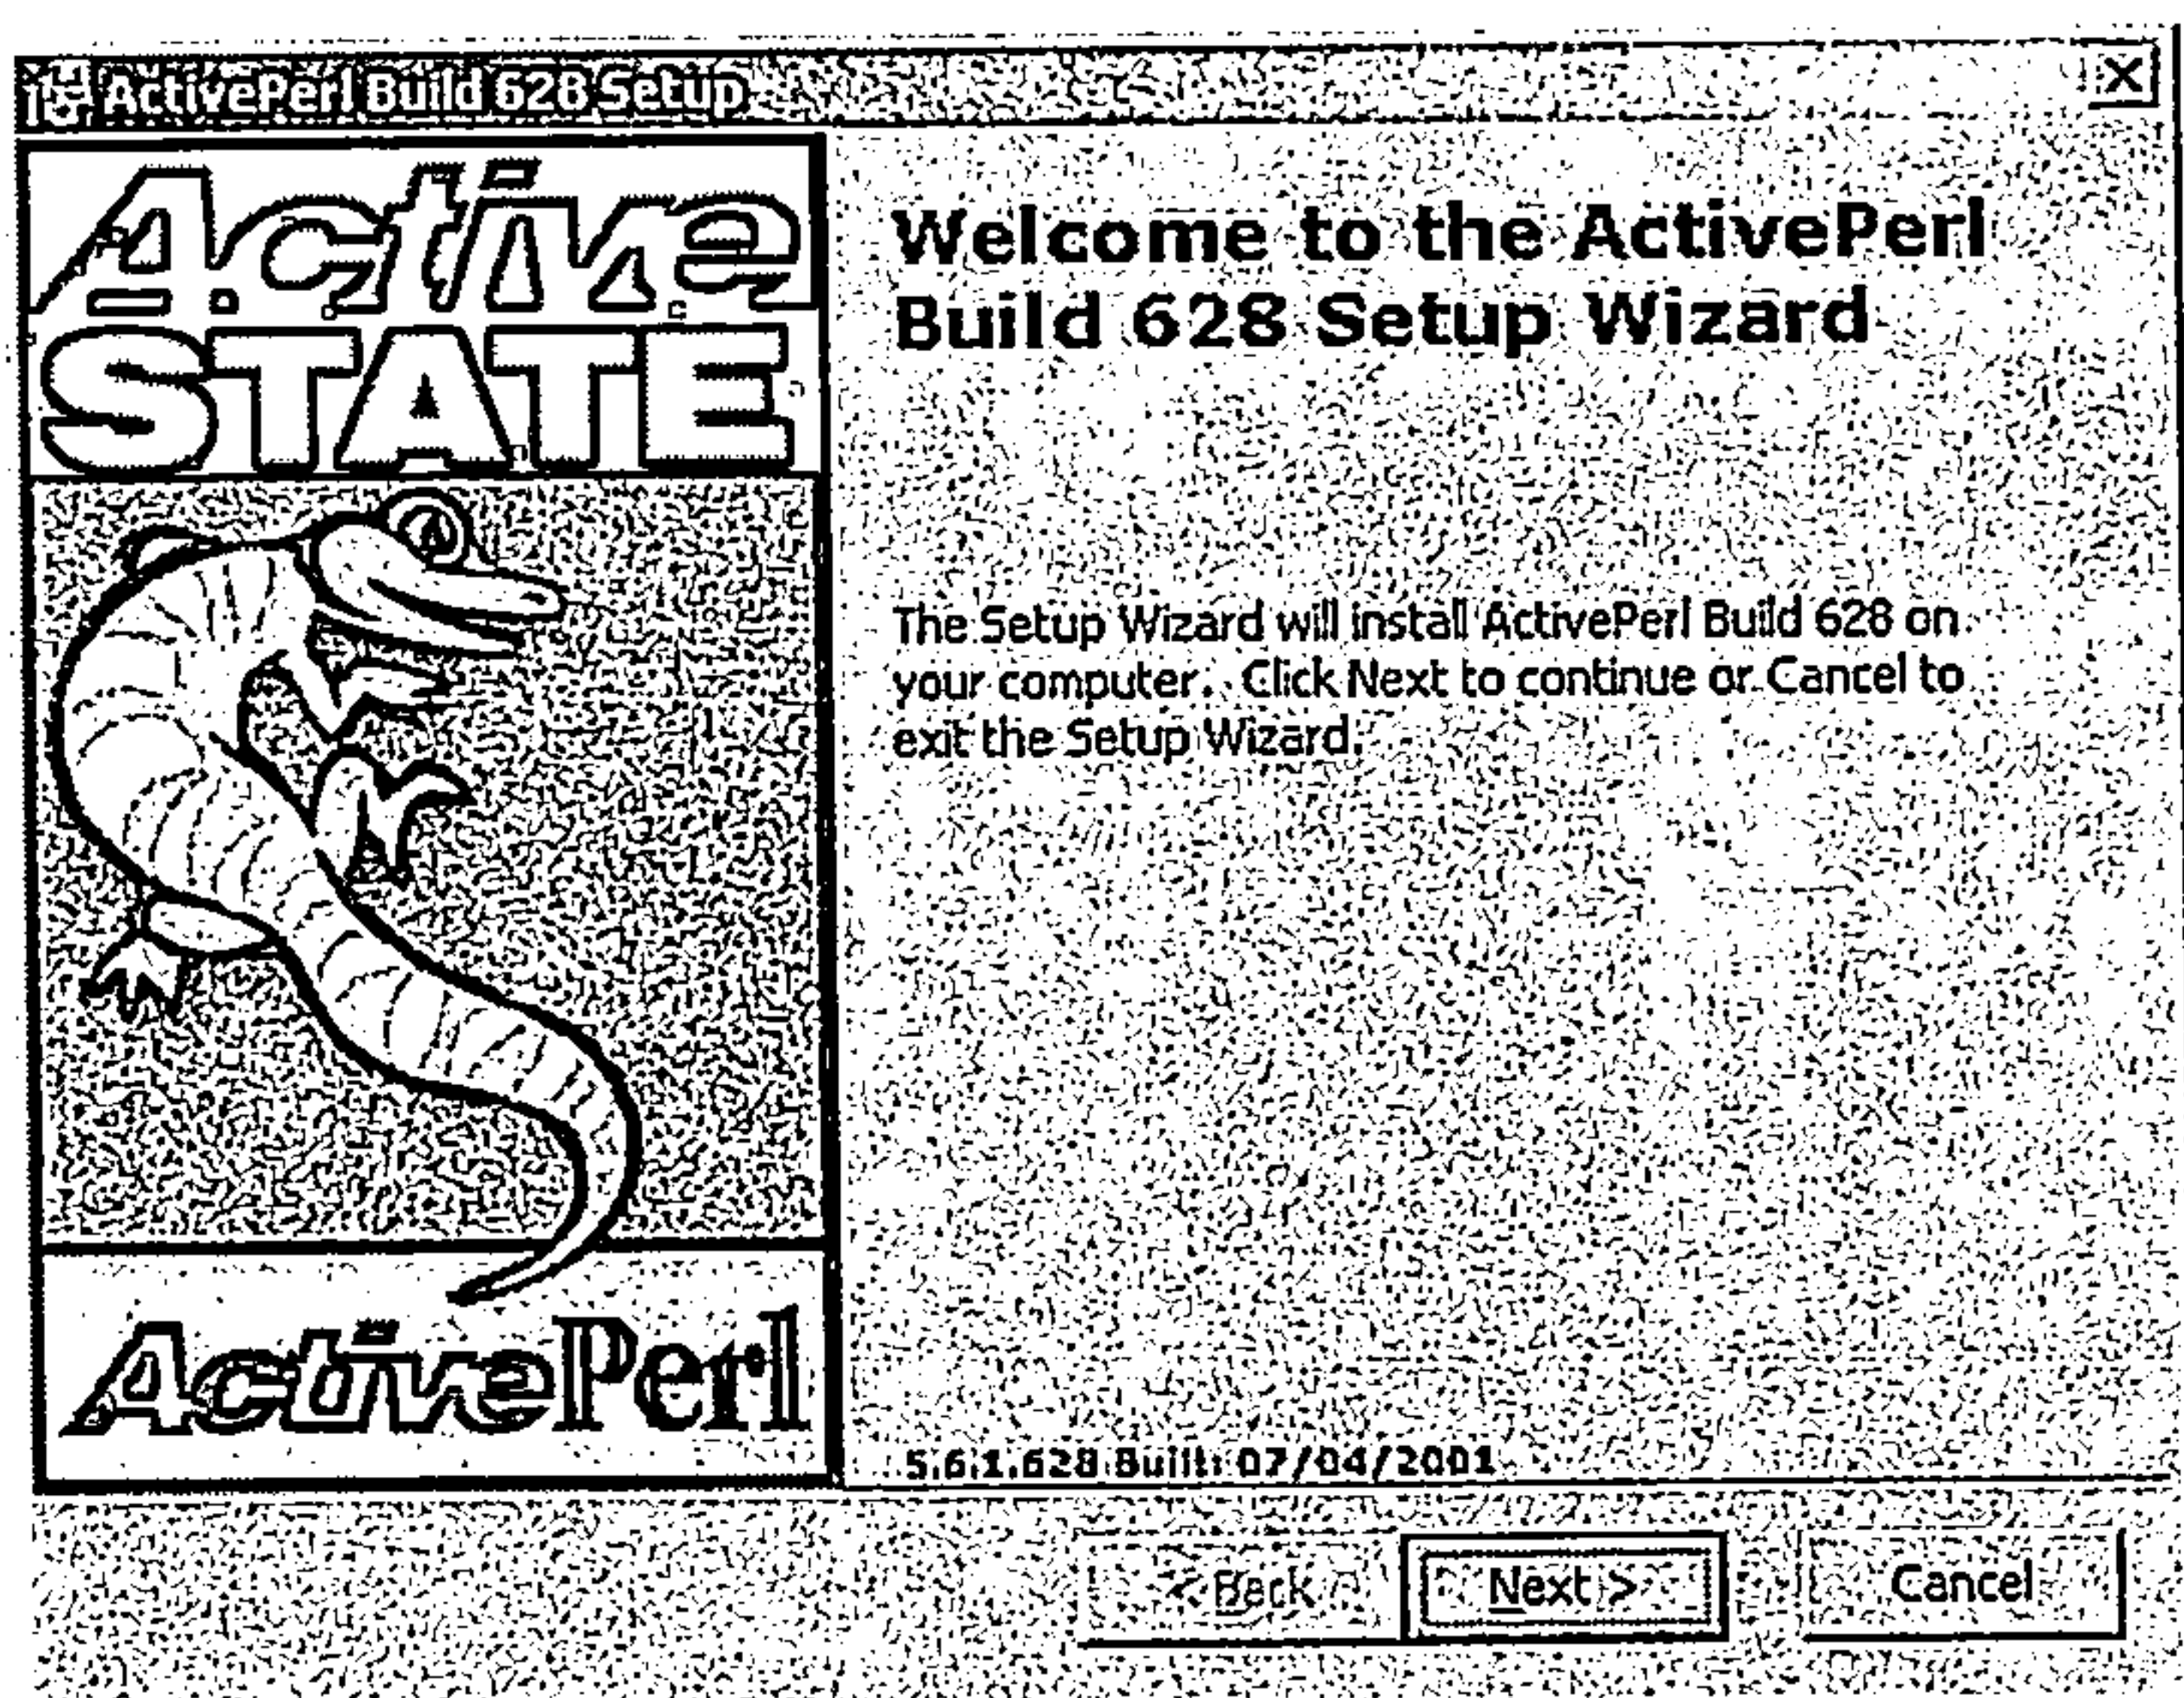 ActivePerl Build 628 Setup
Active
STATE
Welcome to the ActivePerl
Build 628 Setup Wizard
The Setup Wizard will install ActivePerl Build 628 on
your computer. Click Next to continue or Cancel to
exit the Setup Wizard.
ActivePerl
5.6.1.628 Built: 07/04/2001
< Back
Next >
Cancel